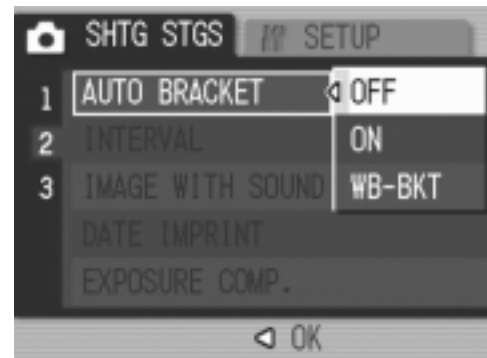 SHTG STGS SETUP
1 AUTO BRACKET OFF
2 INTERVAL ON
3 IMAGE WITH SOUND WB-BKT
DATE IMPRINT
EXPOSURE COMP.
OK